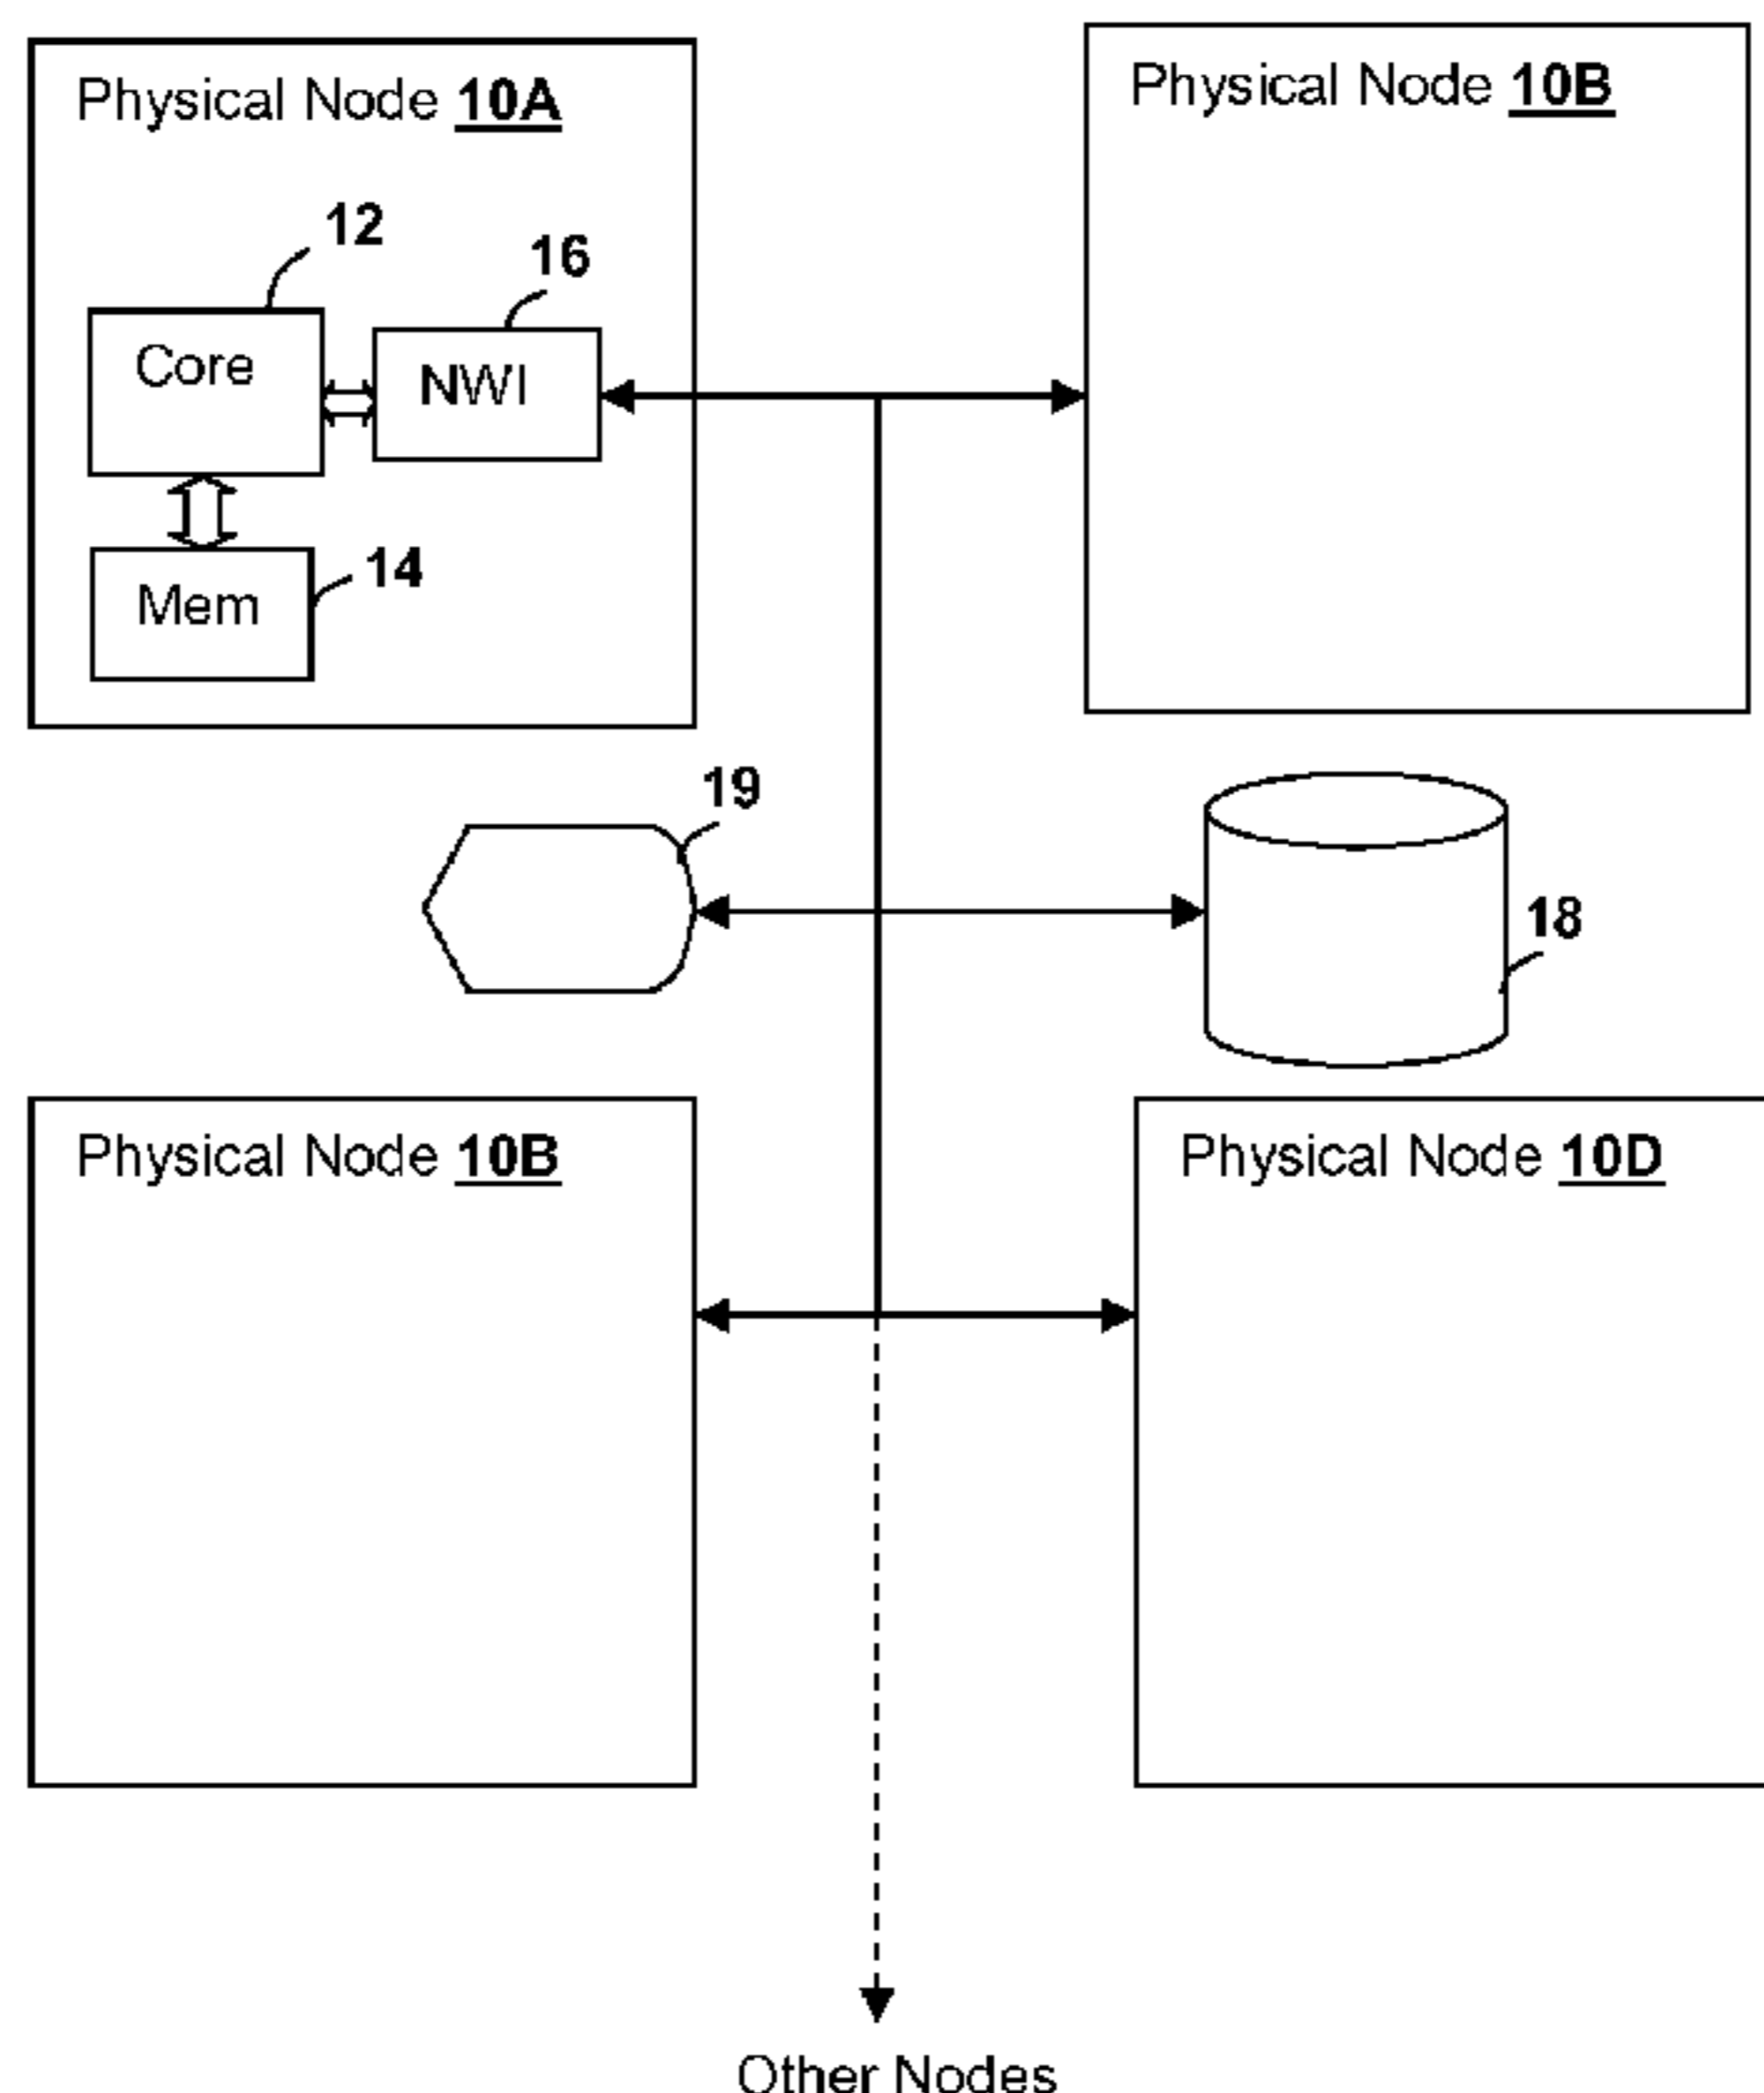 Physical Node 10A
Physical Node 10B
12
16
Core
NWI
14
Mem
19
18
Physical Node 10B
Physical Node 10D
Other Nodes